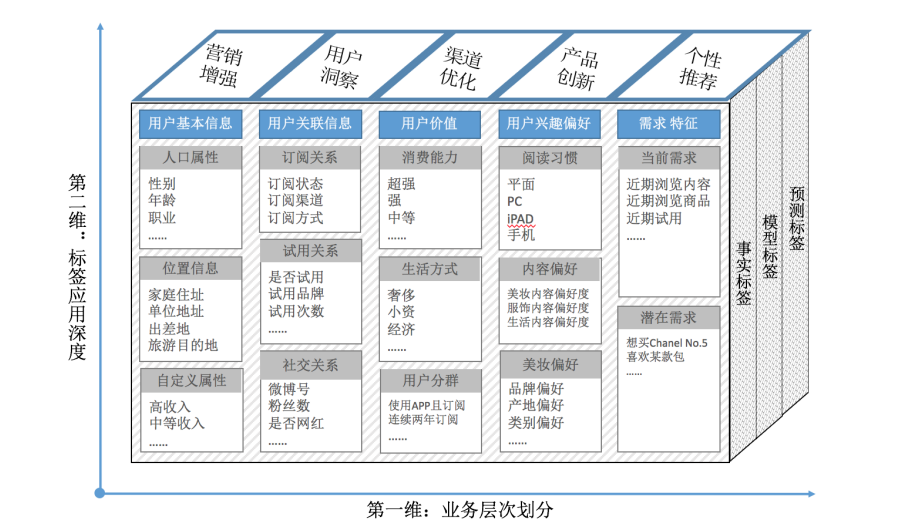 营销
增强
用户
洞察
渠道
优化
产品
创新
个性
推荐
用户基本信息
人口属性
性别
年龄
职业
......
位置信息
家庭住址
单位地址
出差地
旅游目的地
自定义属性
高收入
中等收入
......
用户关联信息
订阅关系
订阅状态
订阅渠道
订阅方式
试用关系
是否试用
试用品牌
试用次数
......
社交关系
微博号
粉丝数
是否网红
......
用户价值
消费能力
超强
强
中等
......
生活方式
奢侈
小资
经济
......
用户分群
使用APP且订阅
连续两年订阅
......
用户兴趣偏好
阅读习惯
平面
PC
iPAD
手机
内容偏好
美妆内容偏好度
服饰内容偏好度
生活内容偏好度
美妆偏好
品牌偏好
产地偏好
类别偏好
......
需求 特征
当前需求
近期浏览内容
近期浏览商品
近期试用
......
潜在需求
想买Chanel No.5
喜欢某款包
......
事实标签
模型标签
预测标签
第二维：标签应用深度
第一维：业务层次划分